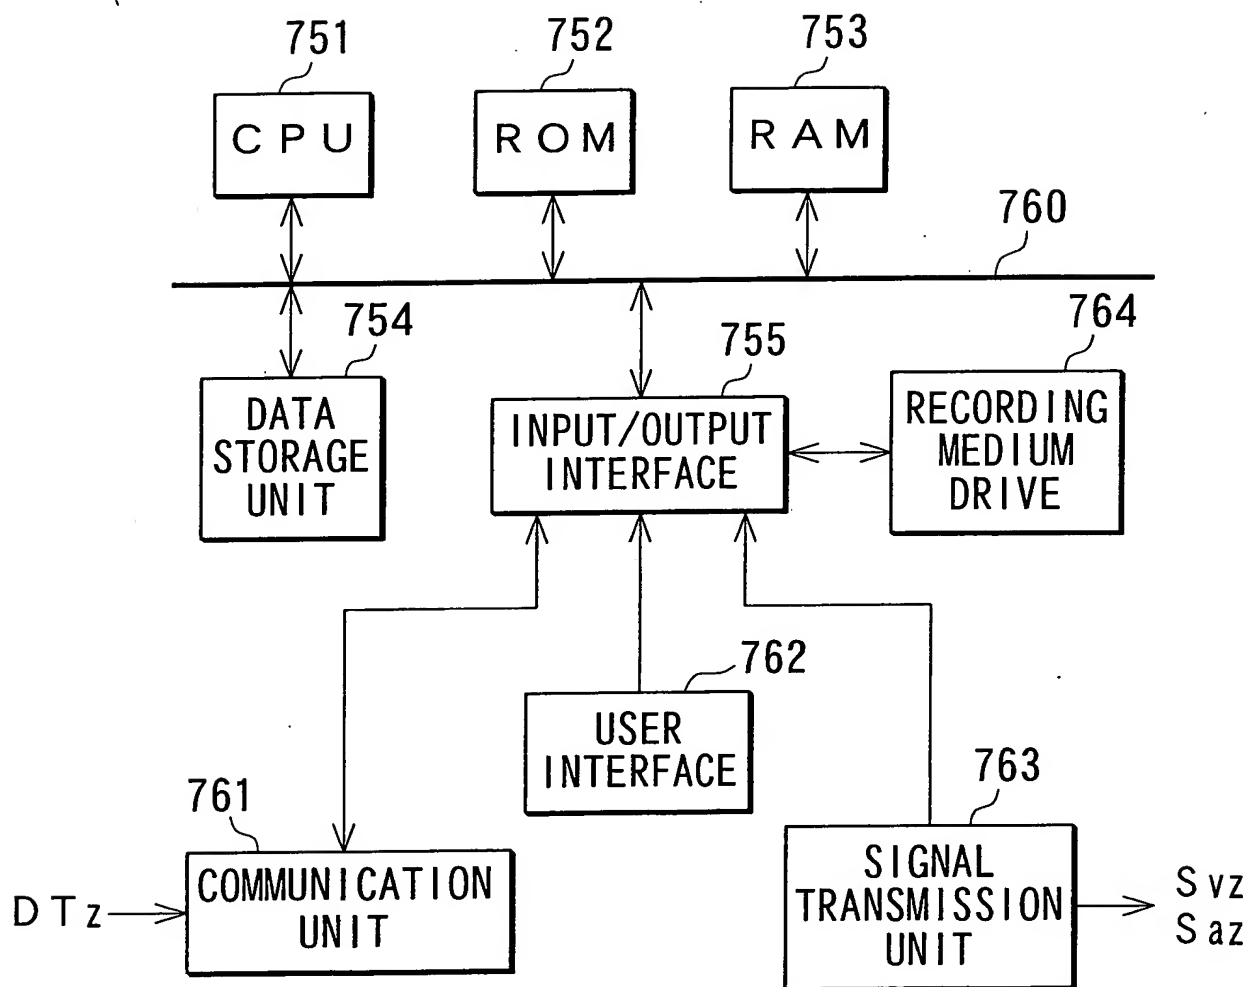 751
752
753
CPU
ROM
RAM
760
754
755
764
DATA
STORAGE
UNIT
INPUT/OUTPUT
INTERFACE
RECORDING
MEDIUM
DRIVE
762
USER
INTERFACE
761
763
COMMUNICATION
UNIT
SIGNAL
TRANSMISSION
UNIT
DTz
Svz
Saz